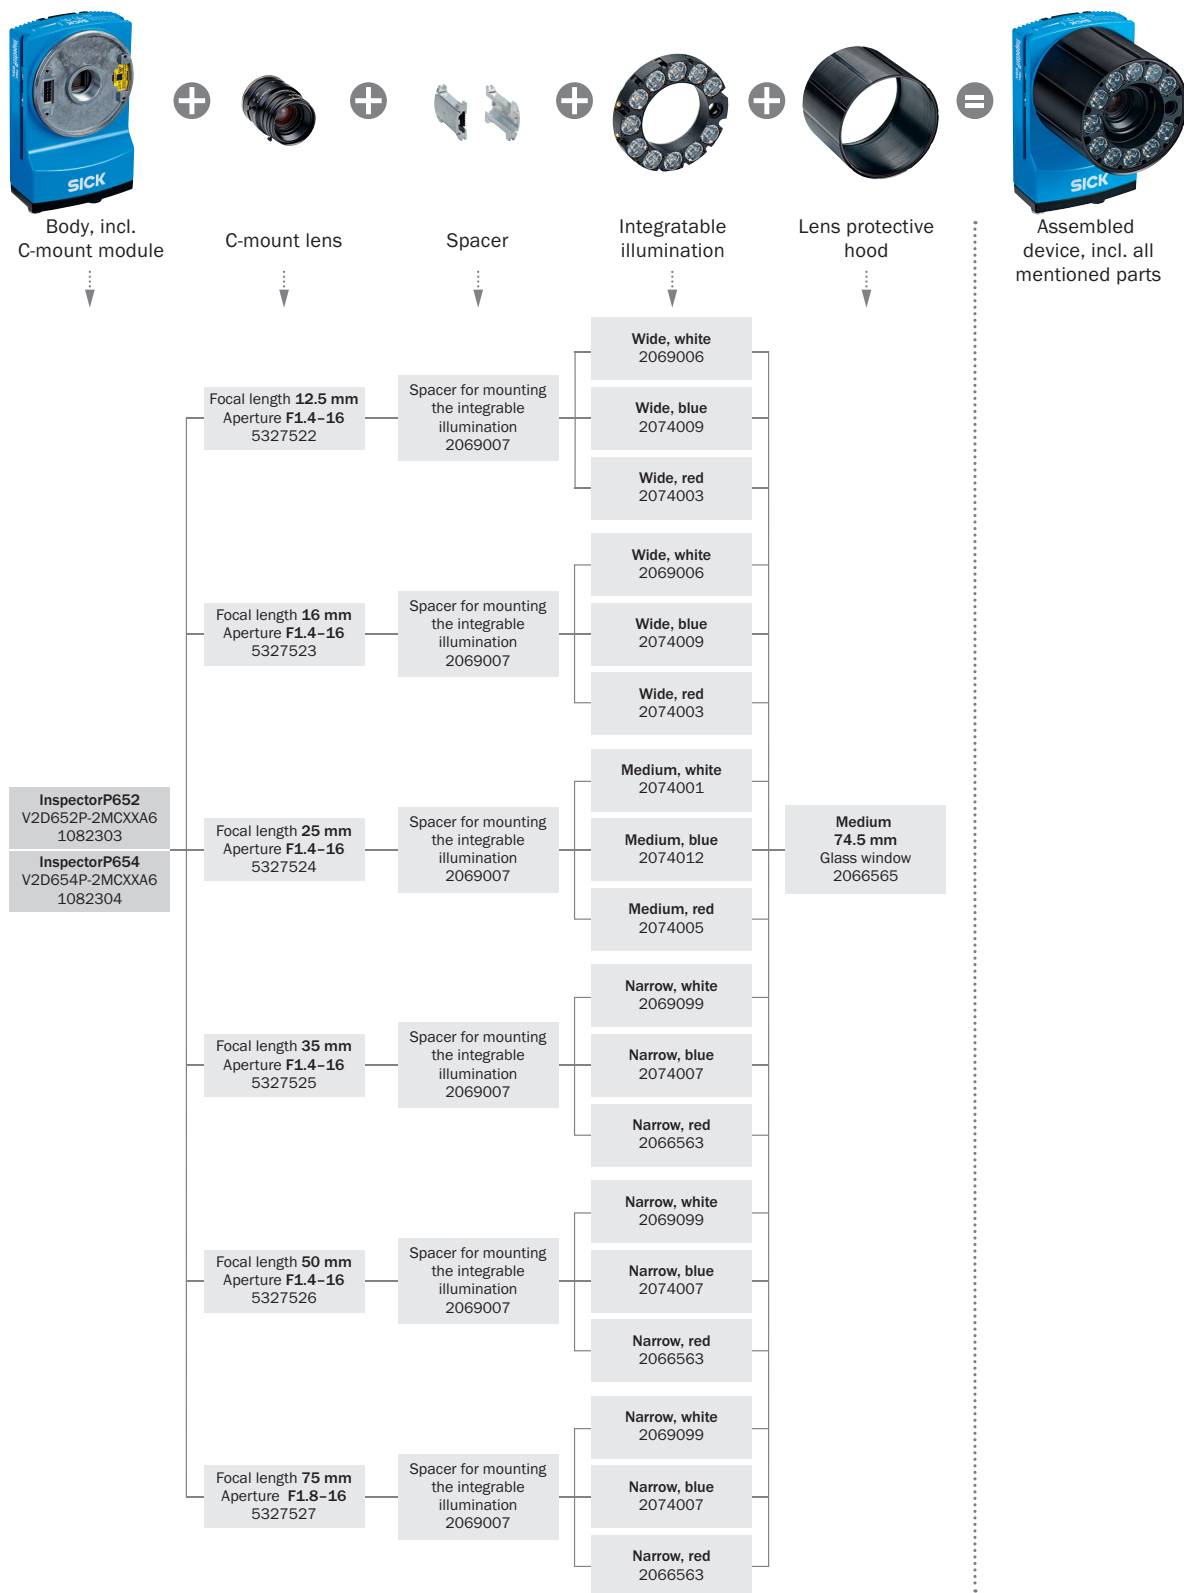 SICK
SICK
SICK
SICK
Body, incl.
C-mount module
C-mount lens
Spacer
Integratable
illumination
Lens protective
hood
Assembled
device, incl. all
mentioned parts
InspectorP652
V2D652P-2MCXXA6
1082303
InspectorP654
V2D654P-2MCXXA6
1082304
Focal length 12.5 mm
Aperture F1.4–16
5327522
Spacer for mounting
the integrable
illumination
2069007
Wide, white
2069006
Wide, blue
2074009
Wide, red
2074003
Focal length 16 mm
Aperture F1.4–16
5327523
Spacer for mounting
the integrable
illumination
2069007
Wide, white
2069006
Wide, blue
2074009
Wide, red
2074003
Focal length 25 mm
Aperture F1.4–16
5327524
Spacer for mounting
the integrable
illumination
2069007
Medium, white
2074001
Medium, blue
2074012
Medium, red
2074005
Focal length 35 mm
Aperture F1.4–16
5327525
Spacer for mounting
the integrable
illumination
2069007
Narrow, white
2069099
Narrow, blue
2074007
Narrow, red
2066563
Focal length 50 mm
Aperture F1.4–16
5327526
Spacer for mounting
the integrable
illumination
2069007
Narrow, white
2069099
Narrow, blue
2074007
Narrow, red
2066563
Focal length 75 mm
Aperture F1.8–16
5327527
Spacer for mounting
the integrable
illumination
2069007
Narrow, white
2069099
Narrow, blue
2074007
Narrow, red
2066563
Medium
74.5 mm
Glass window
2066565